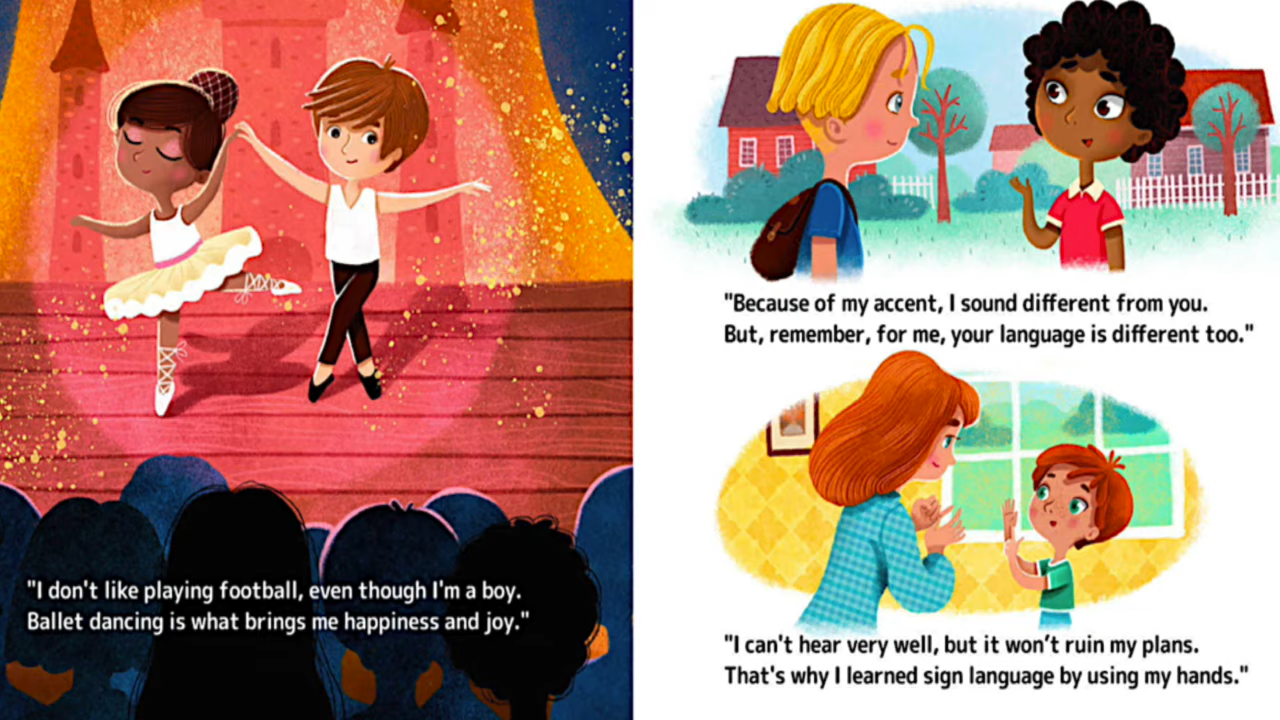 "I don't like playing football, even though I'm a boy.
Ballet dancing is what brings me happiness and joy."
"Because of my accent, I sound different from you.
But, remember, for me, your language is different too."
"I can't hear very well, but it won’t ruin my plans.
That's why I learned sign language by using my hands."